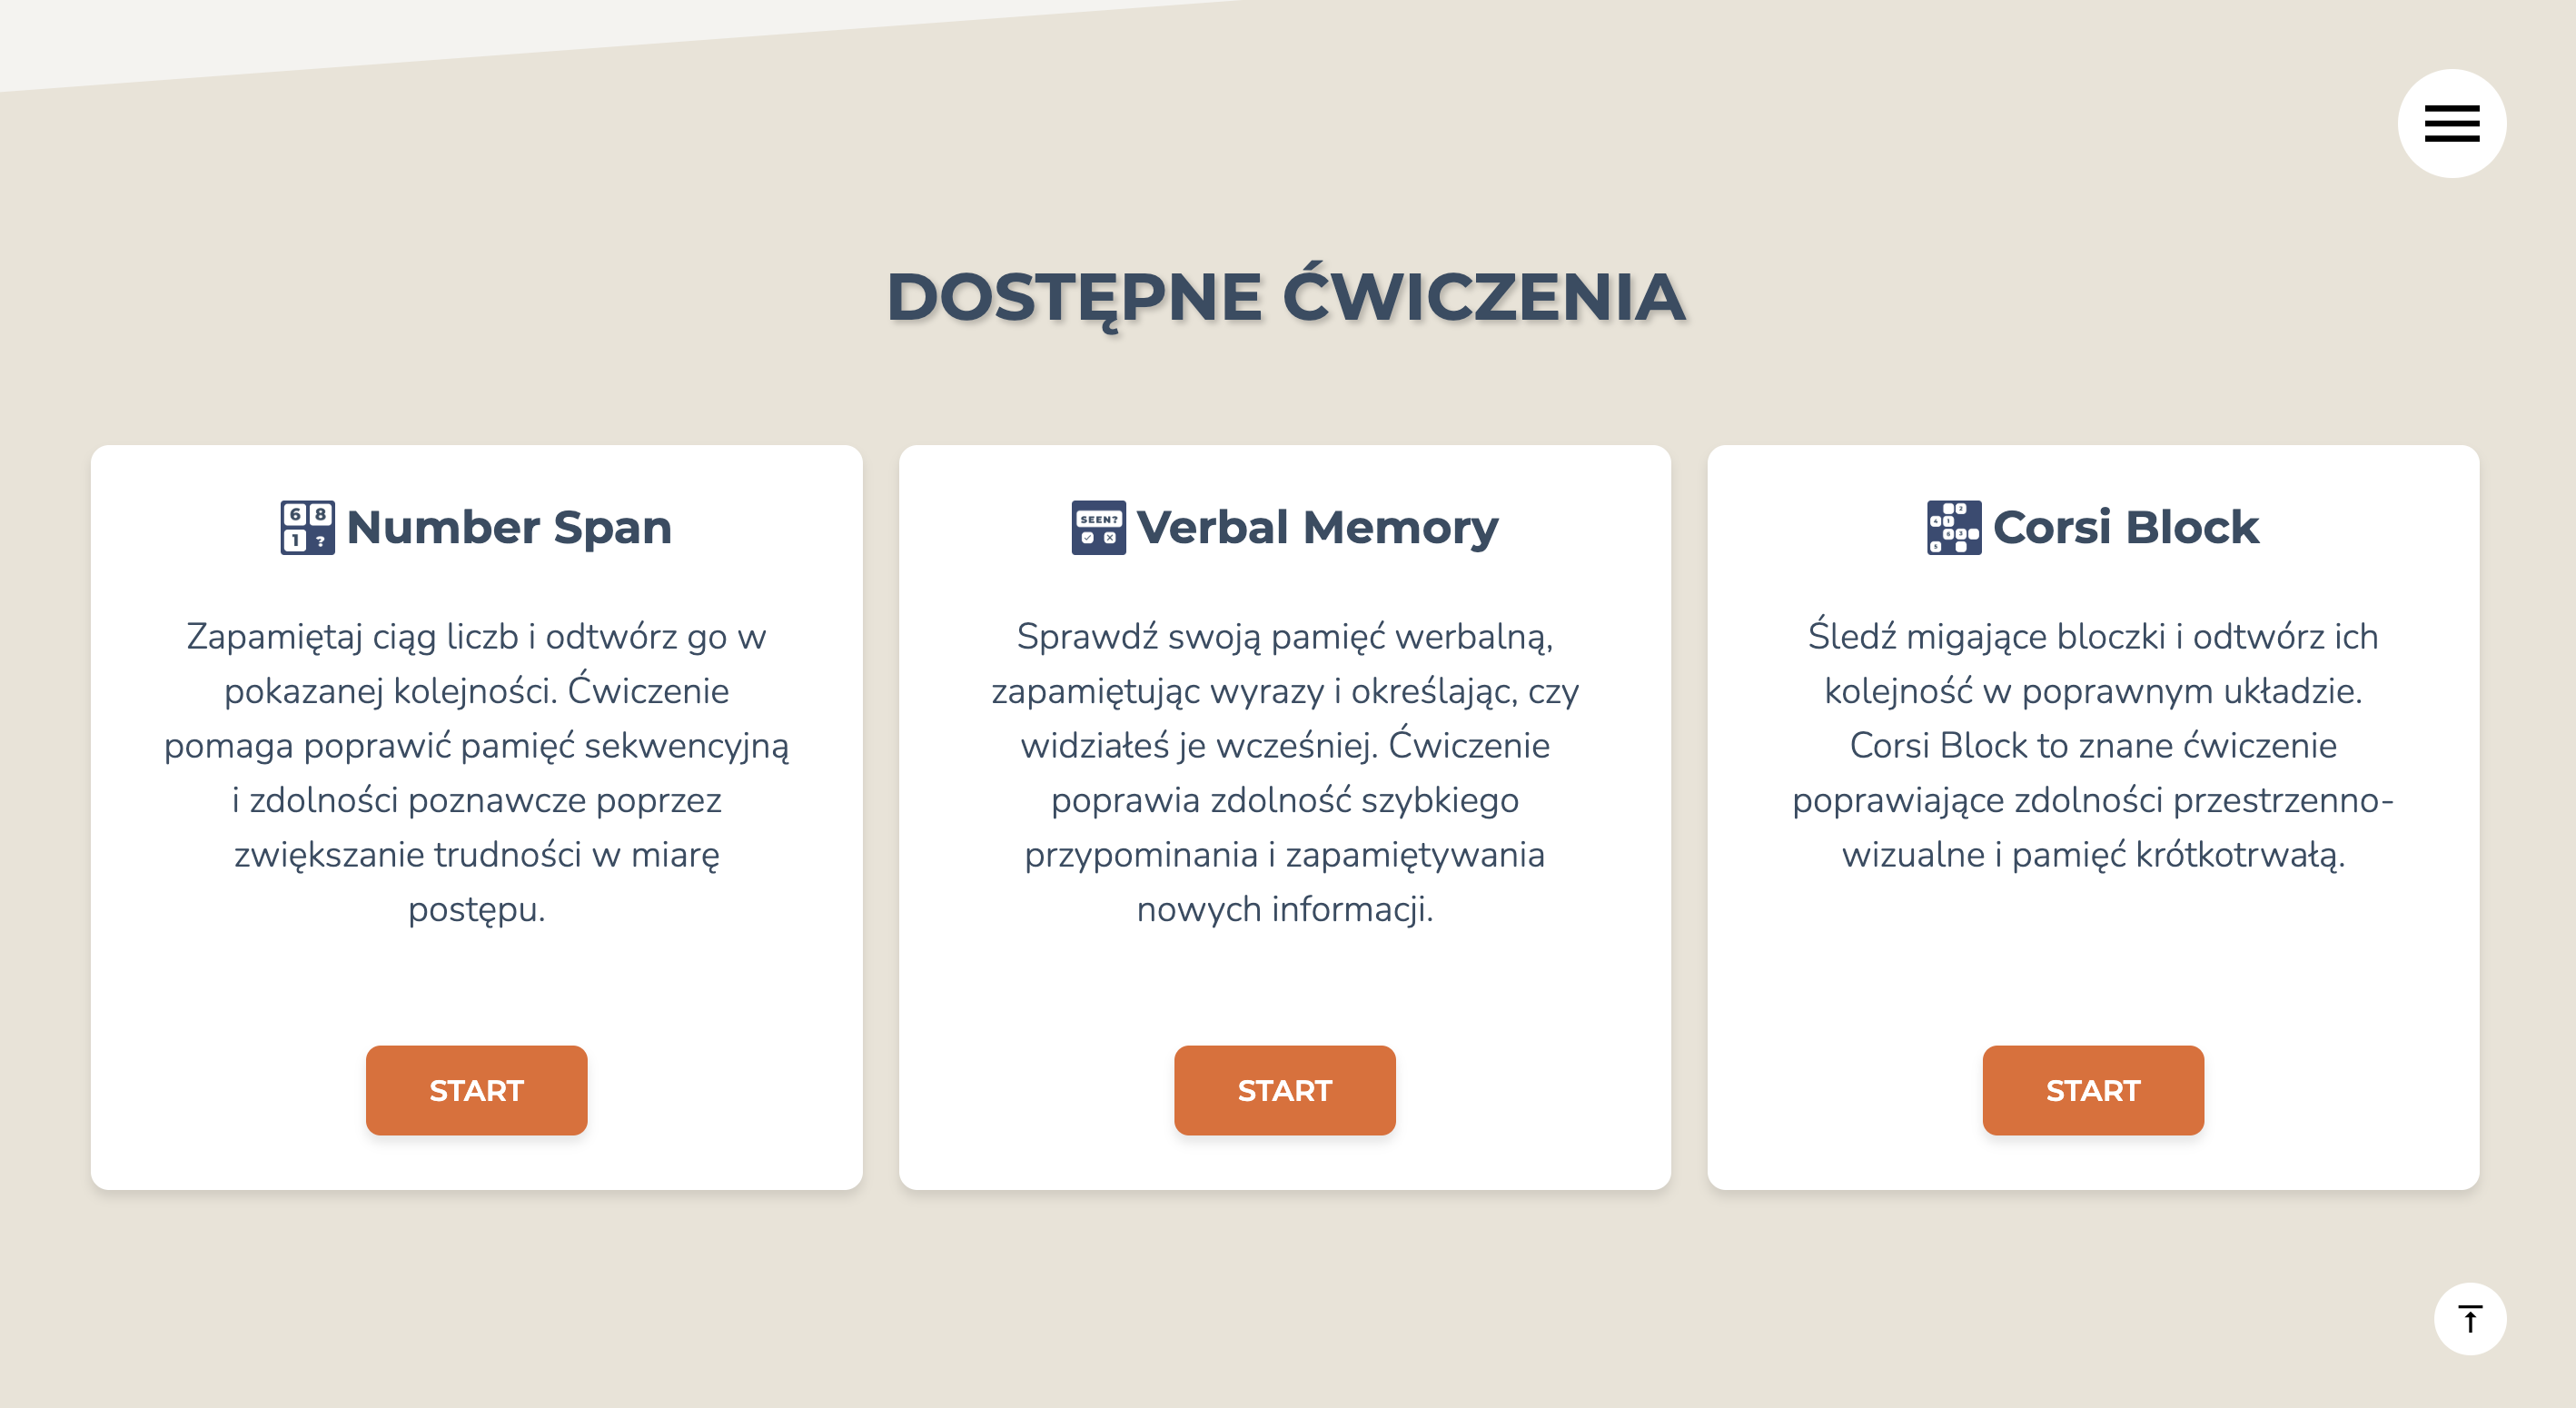 DOSTĘPNE ĆWICZENIA
6 8
1 ?
Number Span
Zapamiętaj ciąg liczb i odtwórz go w
pokazanej kolejności. Ćwiczenie
pomaga poprawić pamięć sekwencyjną
i zdolności poznawcze poprzez
zwiększanie trudności w miarę
postępu.
START
SEEN?
Verbal Memory
Sprawdź swoją pamięć werbalną,
zapamiętując wyrazy i określając, czy
widziałeś je wcześniej. Ćwiczenie
poprawia zdolność szybkiego
przypominania i zapamiętywania
nowych informacji.
START
Corsi Block
Śledź migające bloczki i odtwórz ich
kolejność w poprawnym układzie.
Corsi Block to znane ćwiczenie
poprawiające zdolności przestrzenno-
wizualne i pamięć krótkotrwałą.
START